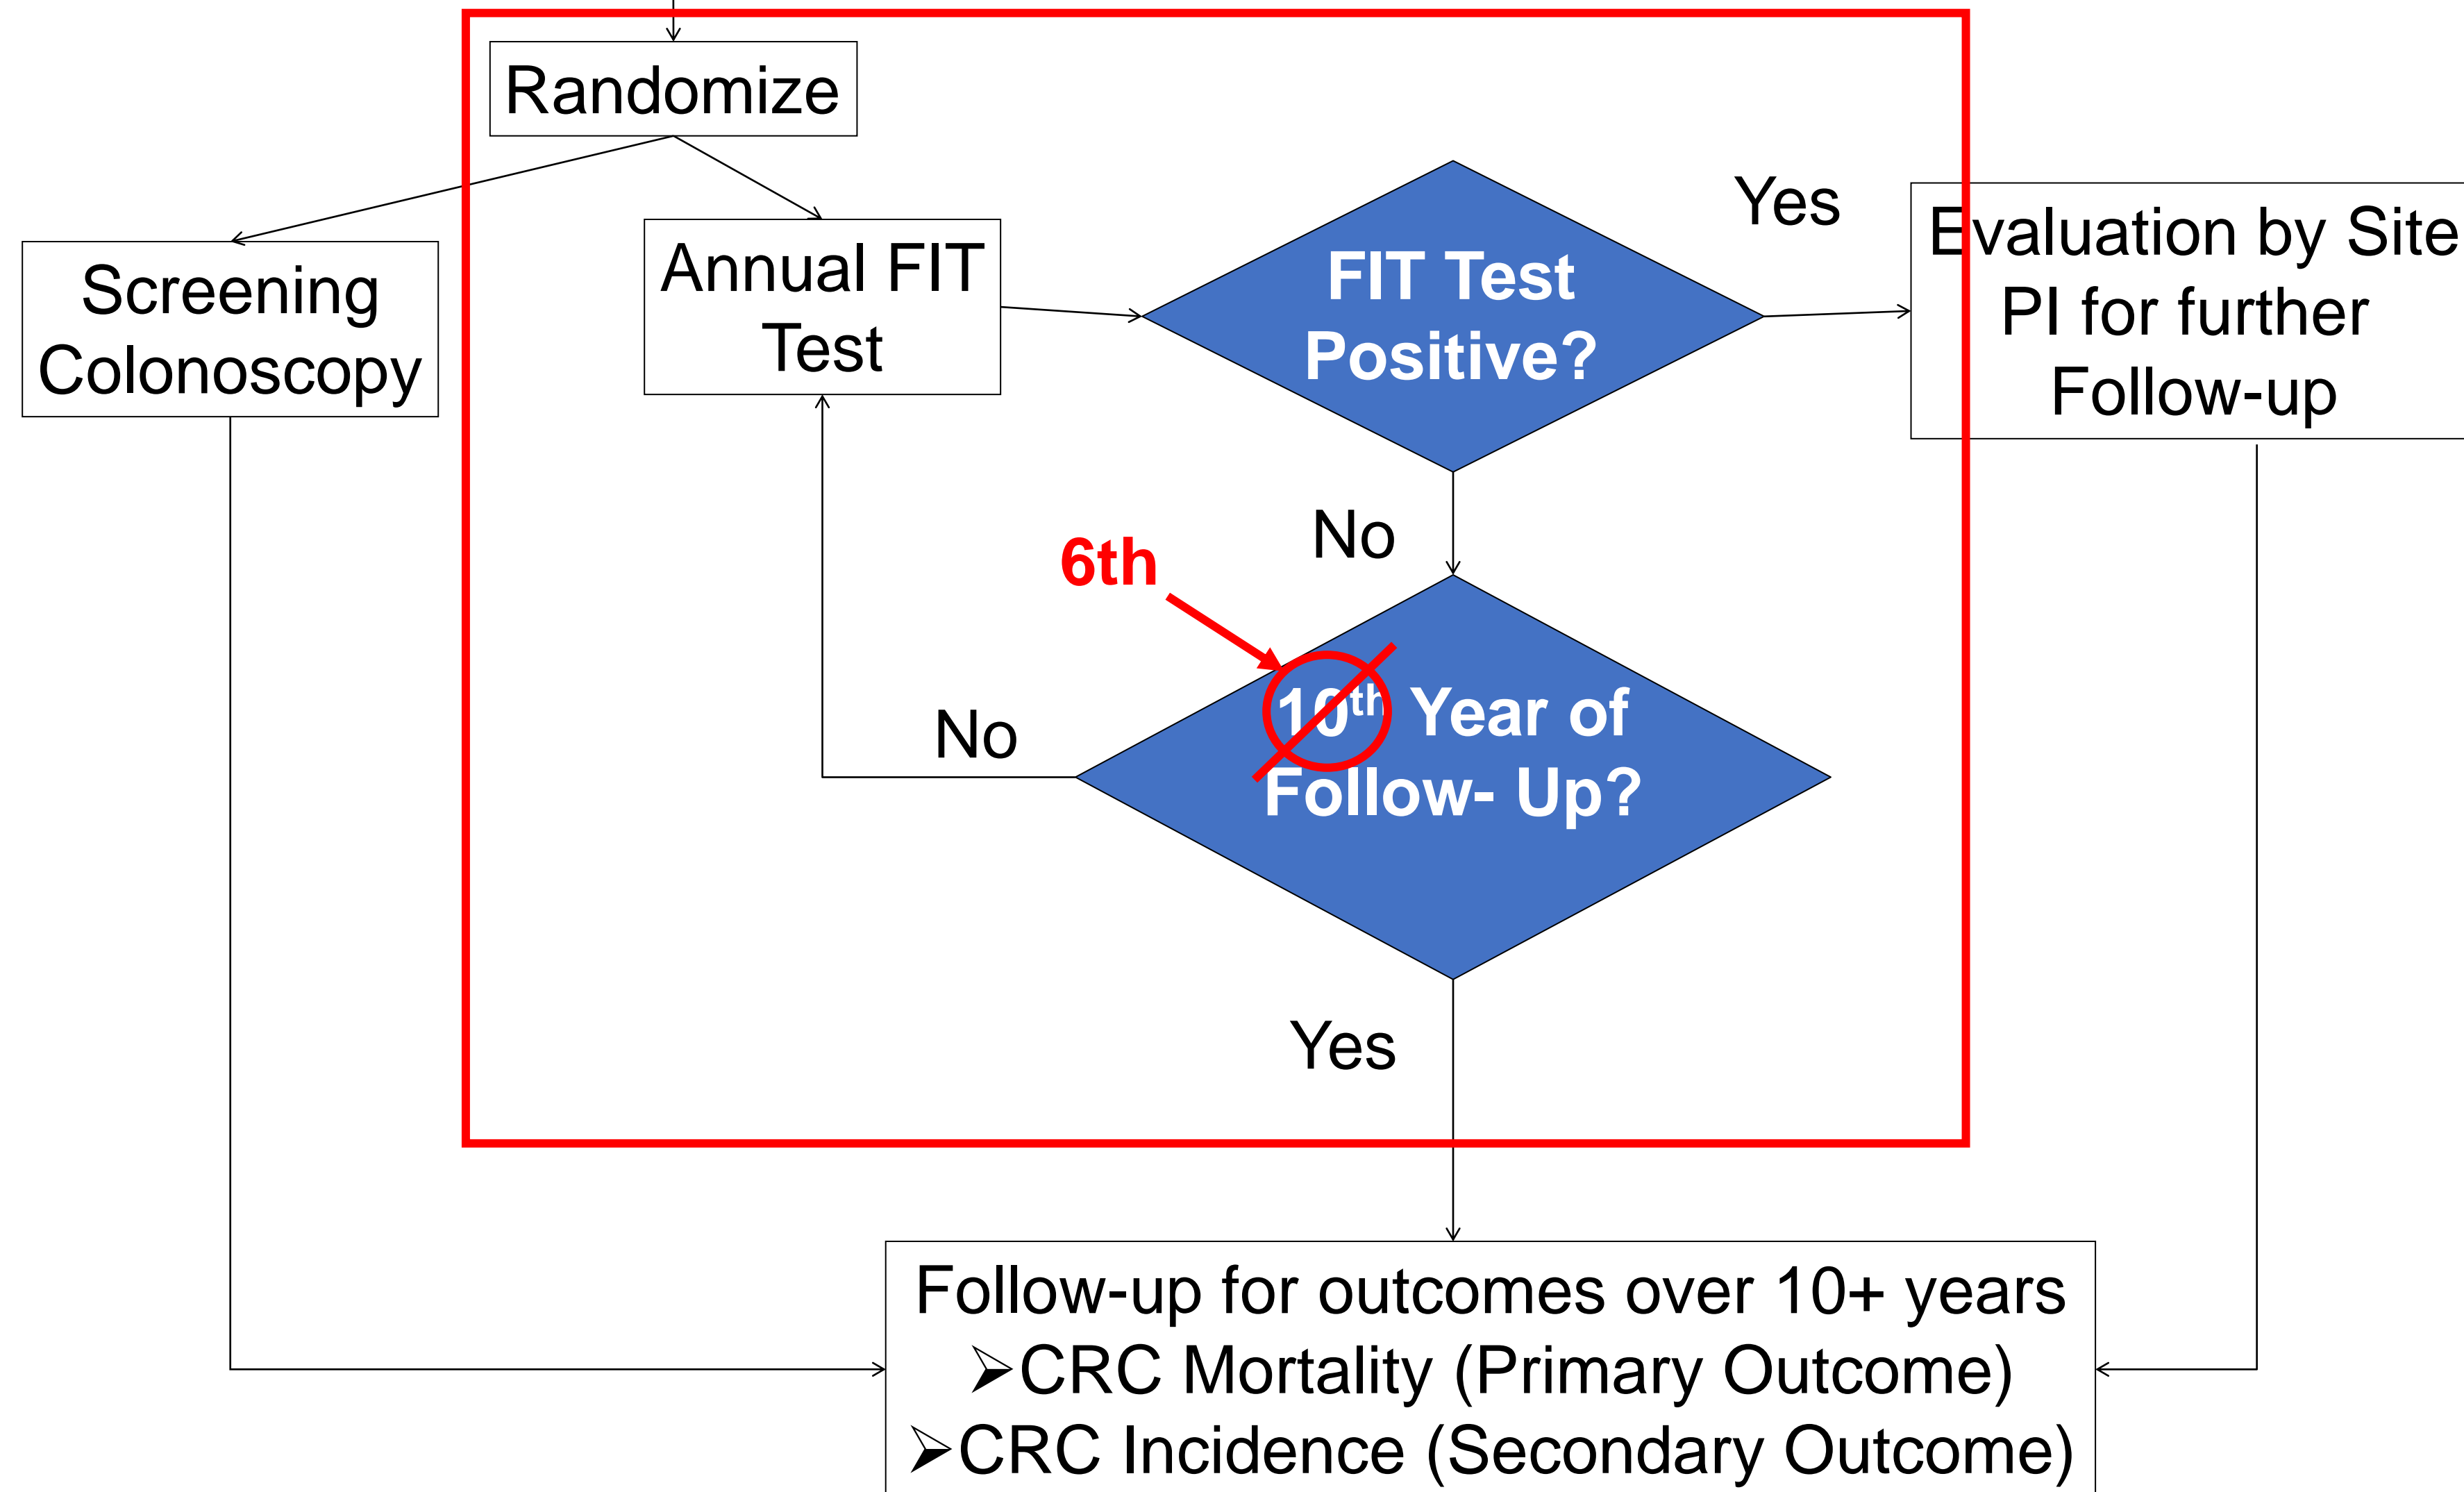 Randomize
Screening
Colonoscopy
Annual FIT
Test
FIT Test
Positive?
Yes
Evaluation by Site
PI for further
Follow-up
No
6th
10th Year of
Follow- Up?
No
Yes
Follow-up for outcomes over 10+ years
➢CRC Mortality (Primary Outcome)
➢CRC Incidence (Secondary Outcome)